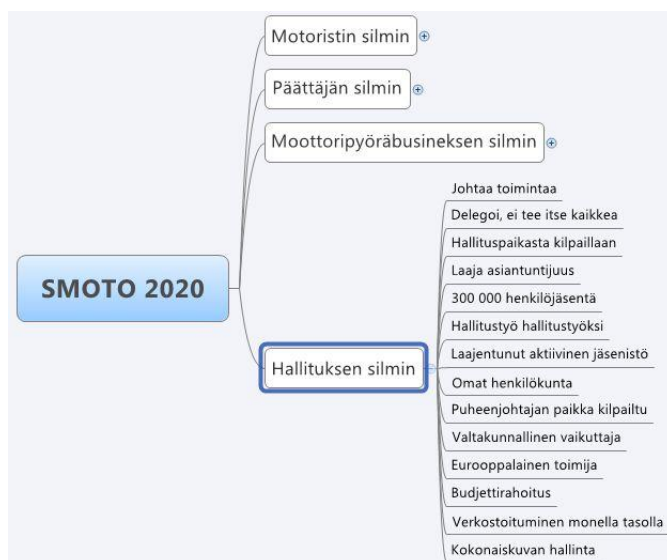 Motoristin silmin
Päättäjän silmin
Moottoripyöräbusineksen silmin
SMOTO 2020
Hallituksen silmin
Johtaa toimintaa
Delegoi, ei tee itse kaikkea
Hallituspaikasta kilpaillaan
Laaja asiantuntijuus
300 000 henkilöjäsentä
Hallitustyö hallitustyöksi
Laajentunut aktiivinen jäsenistö
Omat henkilökunta
Puheenjohtajan paikka kilpailtu
Valtakunnallinen vaikuttaja
Eurooppalainen toimija
Budjettirahoitus
Verkostoituminen monella tasolla
Kokonaiskuvan hallinta